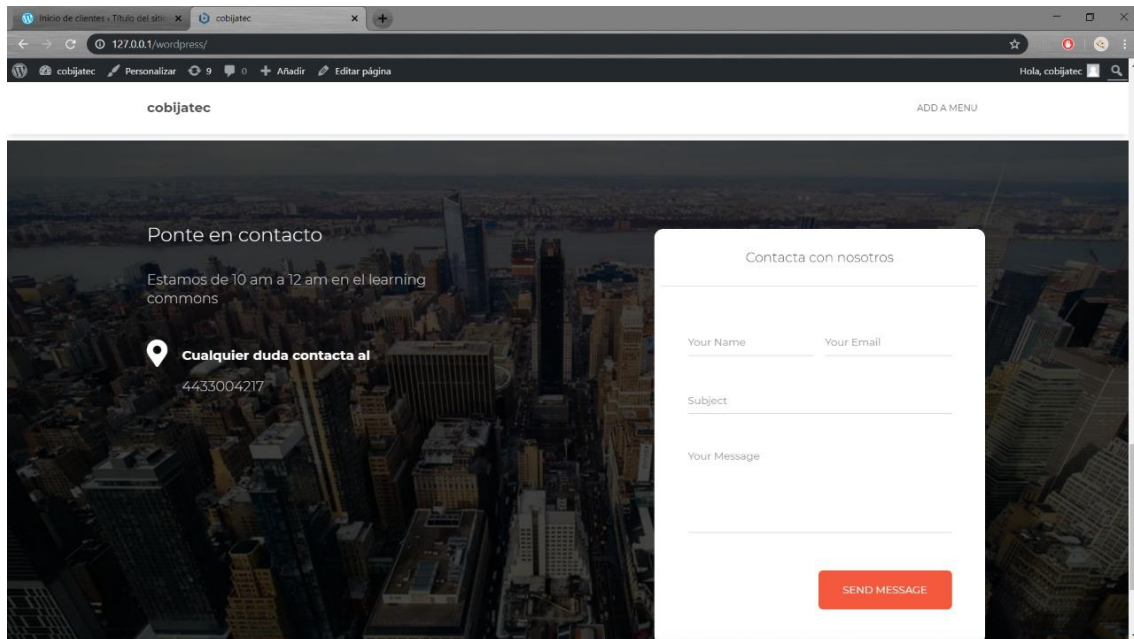 Inicio de clientes ‹ Título del sitio
cobijatec
127.0.0.1/wordpress/
cobijatec Personalizar 9 0 Añadir Editar página Hola, cobijatec
cobijatec
ADD A MENU
Ponte en contacto
Estamos de 10 am a 12 am en el learning
commons
Cualquier duda contacta al
4433004217
Contacta con nosotros
Your Name Your Email
Subject
Your Message
SEND MESSAGE